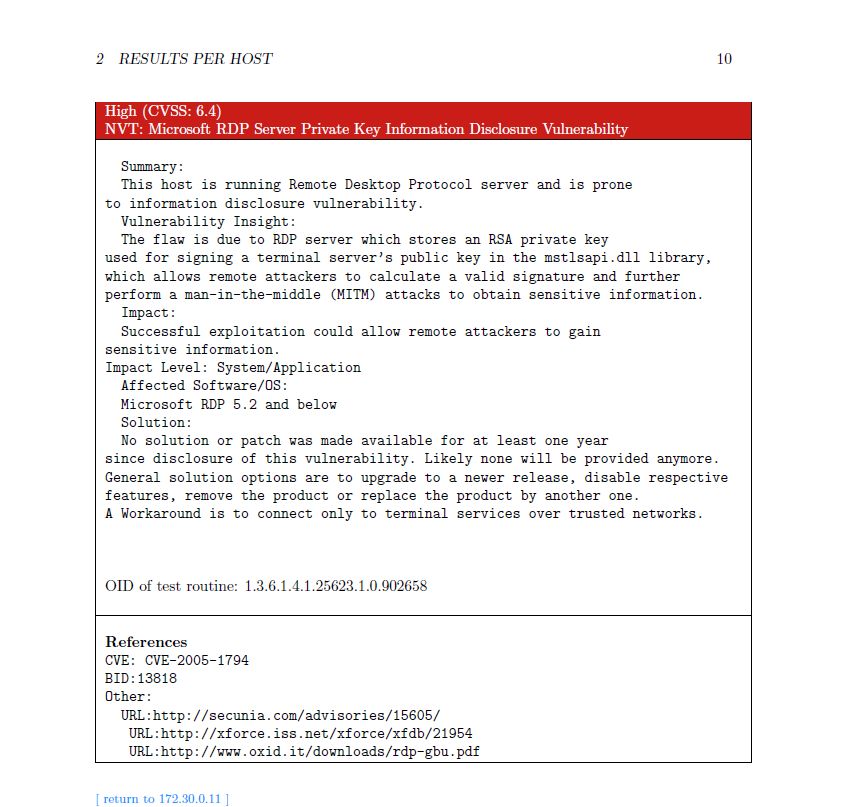 2 RESULTS PER HOST 10
High (CVSS: 6.4)
NVT: Microsoft RDP Server Private Key Information Disclosure Vulnerability
Summary:
This host is running Remote Desktop Protocol server and is prone
to information disclosure vulnerability.
Vulnerability Insight:
The flaw is due to RDP server which stores an RSA private key
used for signing a terminal server's public key in the mstlsapi.dll library,
which allows remote attackers to calculate a valid signature and further
perform a man-in-the-middle (MITM) attacks to obtain sensitive information.
Impact:
Successful exploitation could allow remote attackers to gain
sensitive information.
Impact Level: System/Application
Affected Software/OS:
Microsoft RDP 5.2 and below
Solution:
No solution or patch was made available for at least one year
since disclosure of this vulnerability. Likely none will be provided anymore.
General solution options are to upgrade to a newer release, disable respective
features, remove the product or replace the product by another one.
A Workaround is to connect only to terminal services over trusted networks.
OID of test routine: 1.3.6.1.4.1.25623.1.0.902658
References
CVE: CVE-2005-1794
BID:13818
Other:
URL:http://secunia.com/advisories/15605/
URL:http://xforce.iss.net/xforce/xfdb/21954
URL:http://www.oxid.it/downloads/rdp-gbu.pdf
[ return to 172.30.0.11 ]